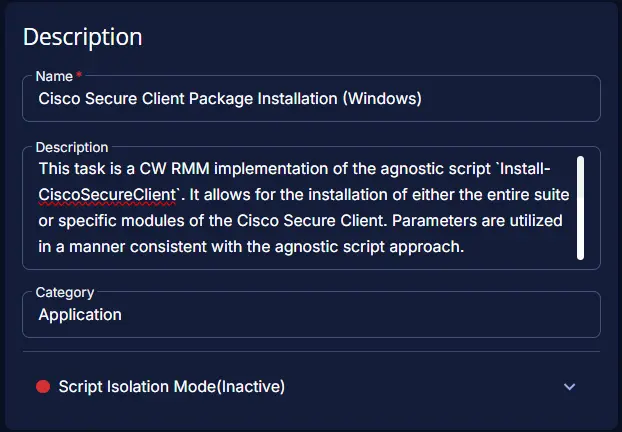 Description
Name *
Cisco Secure Client Package Installation (Windows)
Description
This task is a CW RMM implementation of the agnostic script `Install-
CiscoSecureClient`. It allows for the installation of either the entire suite
or specific modules of the Cisco Secure Client. Parameters are utilized
in a manner consistent with the agnostic script approach.
Category
Application
Script Isolation Mode(Inactive)